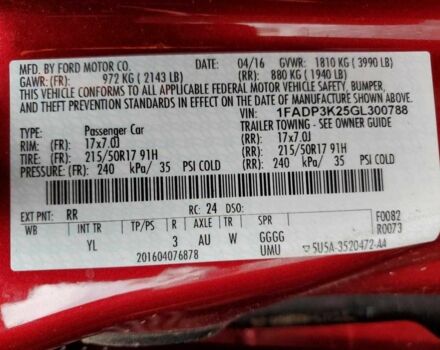 MFD. BY FORD MOTOR CO. DATE: 04/16 GVWR: 1810 KG ( 3990 LB)
GAWR: (FR): 972 KG ( 2143 LB) (RR): 880 KG ( 1940 LB)
THIS VEHICLE CONFORMS TO ALL APPLICABLE FEDERAL MOTOR VEHICLE SAFETY, BUMPER,
AND THEFT PREVENTION STANDARDS IN EFFECT ON THE DATE OF MANUFACTURE SHOWN ABOVE.
VIN: 1FADP3K25GL300788
TYPE: Passenger Car TRAILER TOWING - SEE OWNER GUIDE
RIM: (FR): 17x7.0J (RR): 17x7.0J
TIRE: (FR): 215/50R17 91H (RR): 215/50R17 91H
PRESSURE: (FR): 240 kPa/ 35 PSI COLD (RR): 240 kPa/ 35 PSI COLD
EXT PNT: RR RC: 24 DSO:
WB INT TR TP/PS R AXLE TR SPR F0082
YL 3 AU W GGGG R0073
201604076878 UMU 5U5A-3520472-AA